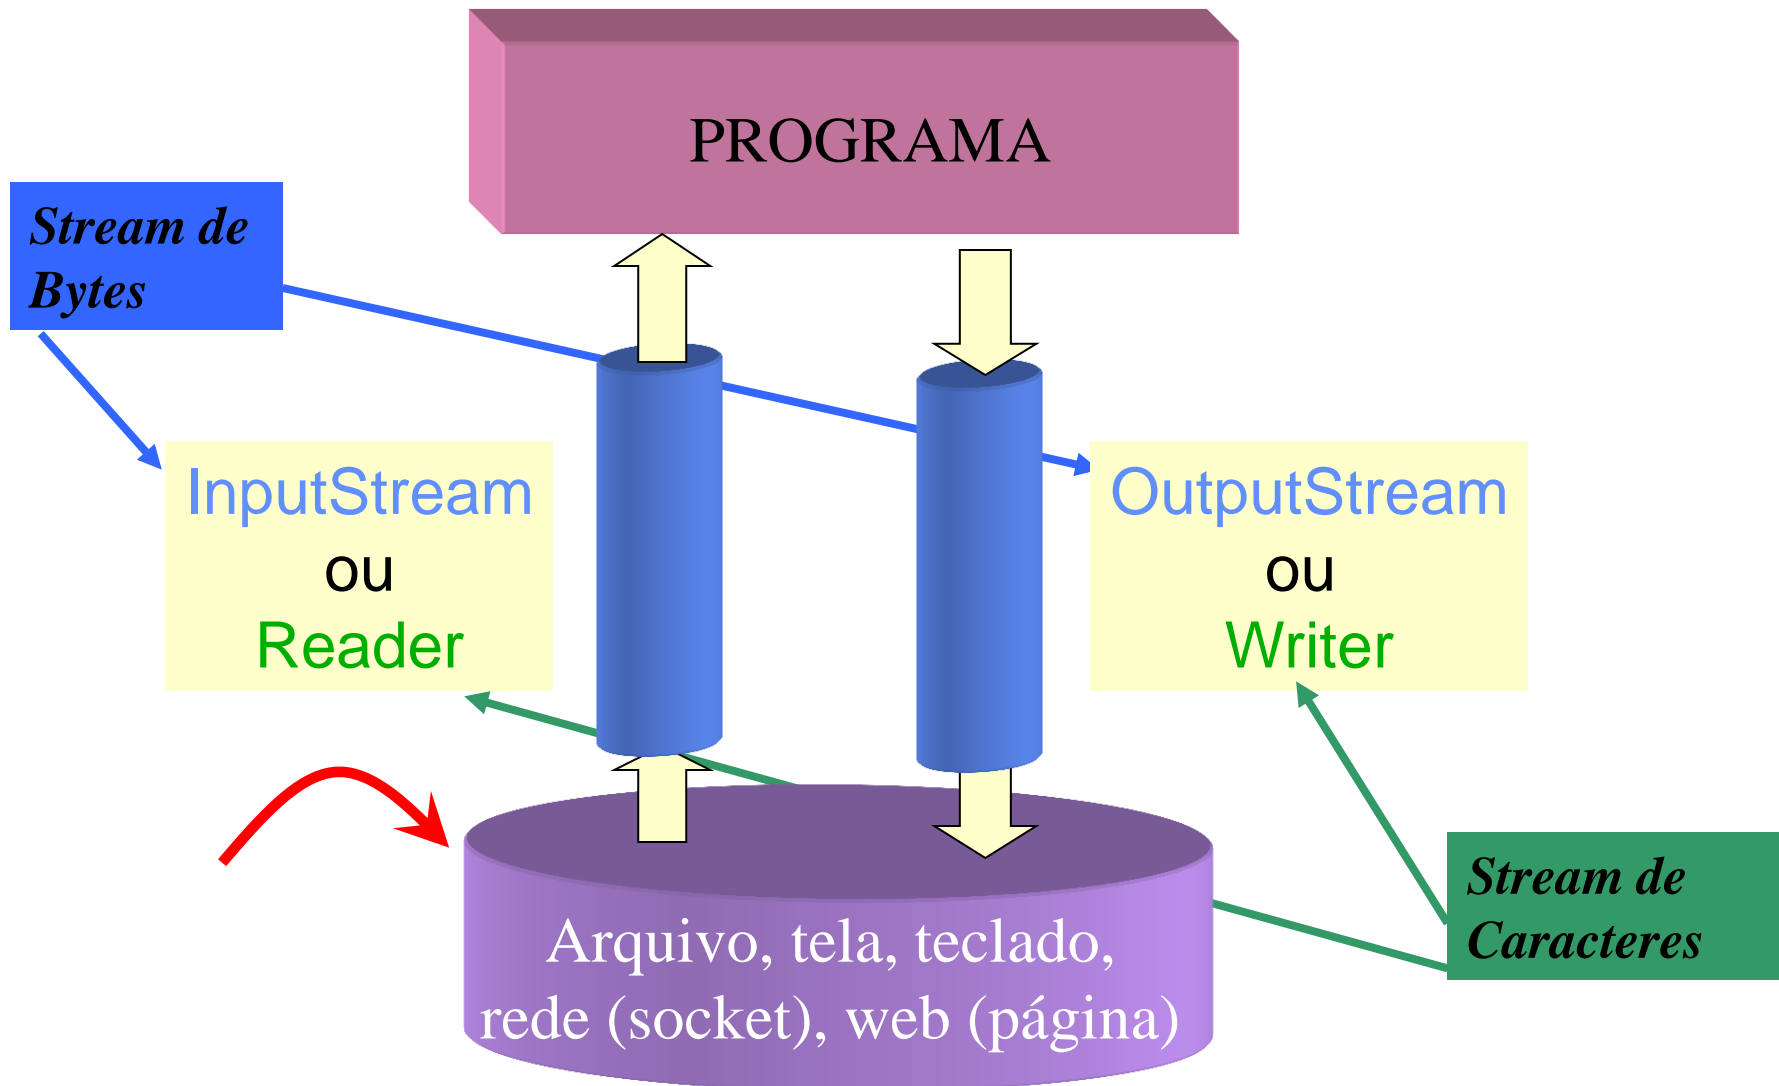 PROGRAMA
Stream de
Bytes
InputStream
ou
Reader
OutputStream
ou
Writer
Stream de
Caracteres
Arquivo, tela, teclado,
rede (socket), web (página)